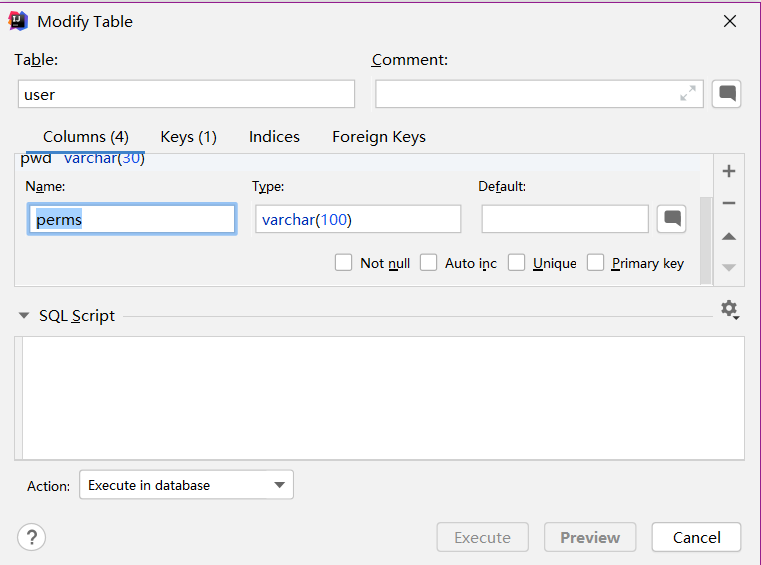 Modify Table
Table:
Comment:
user
Columns (4) Keys (1) Indices Foreign Keys
pwd varchar(30)
Name: Type: Default:
perms varchar(100)
Not null Auto inc Unique Primary key
SQL Script
Action: Execute in database
? Execute Preview Cancel